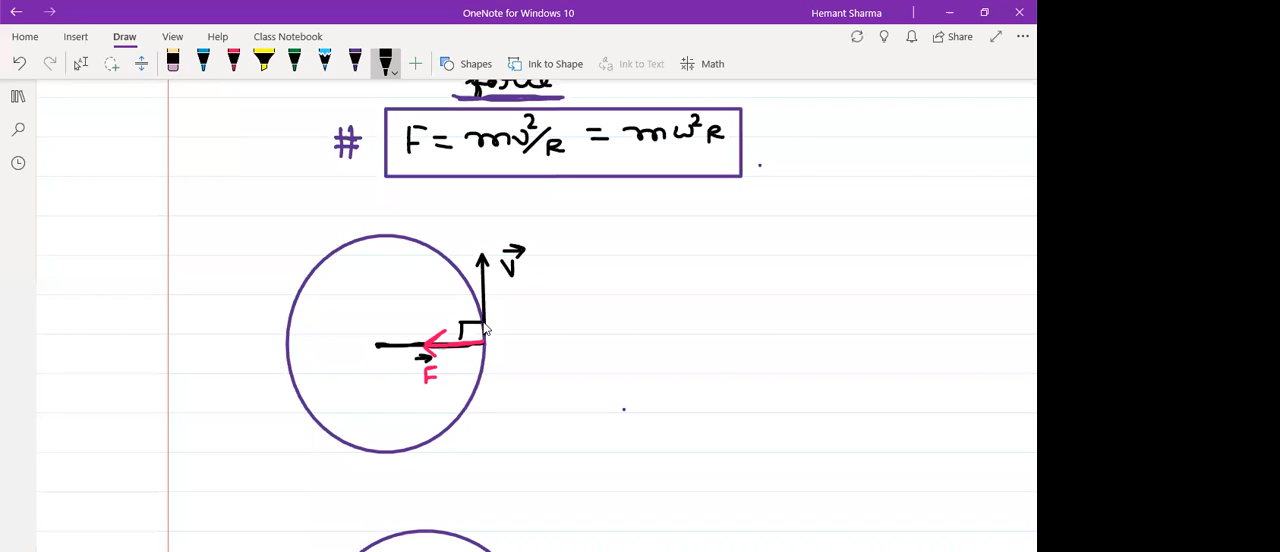 OneNote for Windows 10
Hemant Sharma
Home Insert Draw View Help Class Notebook
Share
Shapes Ink to Shape Ink to Text Math
force
# F = mv²/R = mω²R
V
F